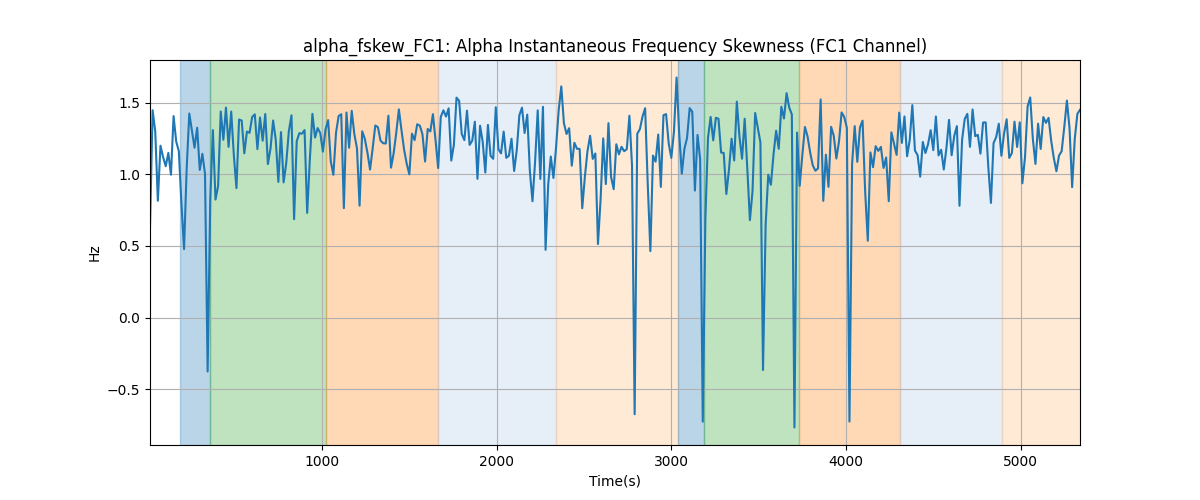 alpha_fskew_FC1: Alpha Instantaneous Frequency Skewness (FC1 Channel)
1.5
1.0
0.5
0.0
−0.5
Hz
1000 2000 3000 4000 5000
Time(s)